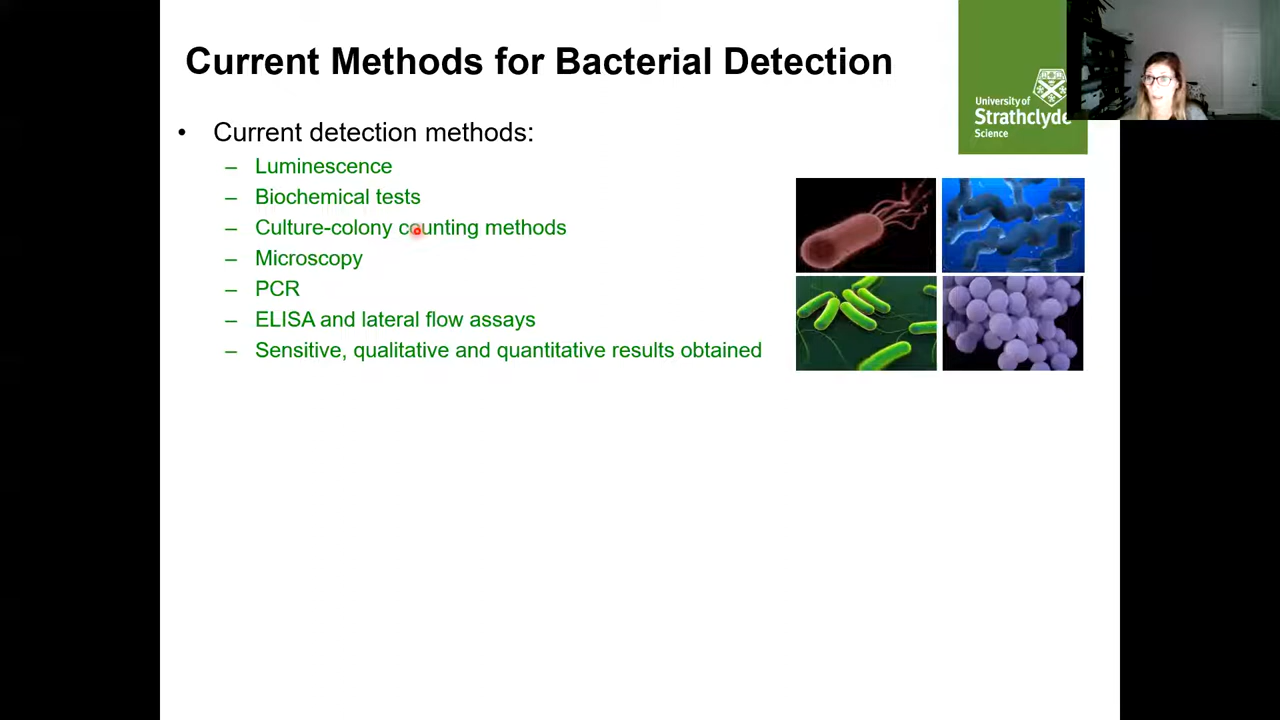 Current Methods for Bacterial Detection
• Current detection methods:
– Luminescence
– Biochemical tests
– Culture-colony counting methods
– Microscopy
– PCR
– ELISA and lateral flow assays
– Sensitive, qualitative and quantitative results obtained
University of
Strathclyde
Science